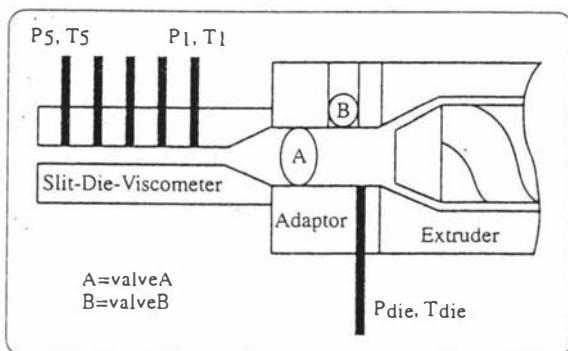 P5, T5 P1, T1
B
A
Slit-Die-Viscometer
Adaptor
Extruder
A=valveA
B=valveB
Pdie, Tdie